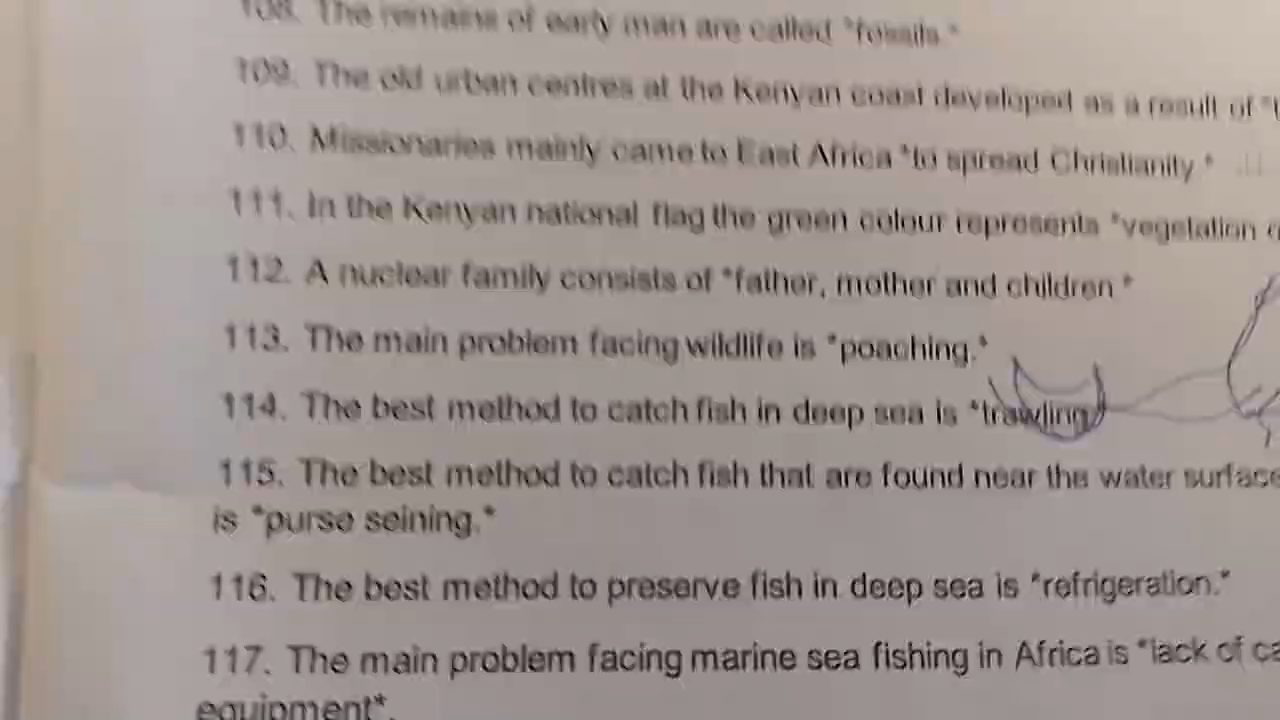 108. The remains of early man are called *fossils.*
109. The old urban centres at the Kenyan coast developed as a result of
110. Missionaries mainly came to East Africa *to spread Christianity.*
111. In the Kenyan national flag the green colour represents *vegetation
112. A nuclear family consists of *father, mother and children*
113. The main problem facing wildlife is *poaching.*
114. The best method to catch fish in deep sea is *trawling
115. The best method to catch fish that are found near the water surface
is *purse seining.*
116. The best method to preserve fish in deep sea is *refrigeration.*
117. The main problem facing marine sea fishing in Africa is *lack of
equipment*.